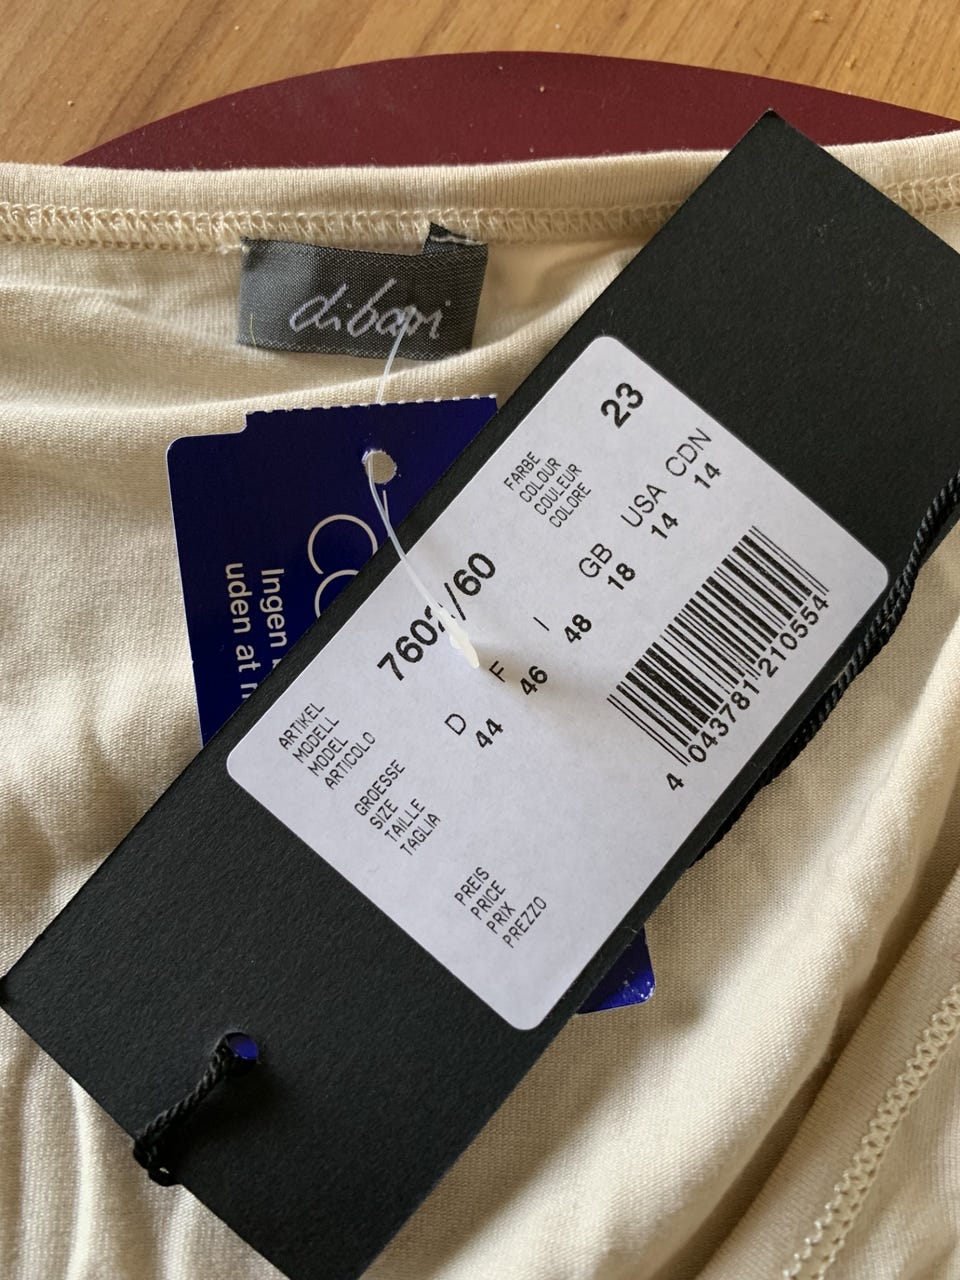 dibari
Ingen
uden at
ARTIKEL
MODELL
MODEL
ARTICOLO
FARBE
COLOUR
COULEUR
COLORE
23
GROESSE
SIZE
TAILLE
TAGLIA
D F I GB USA CDN
44 46 48 18 14 14
PREIS
PRICE
PRIX
PREZZO
4 043781 210554